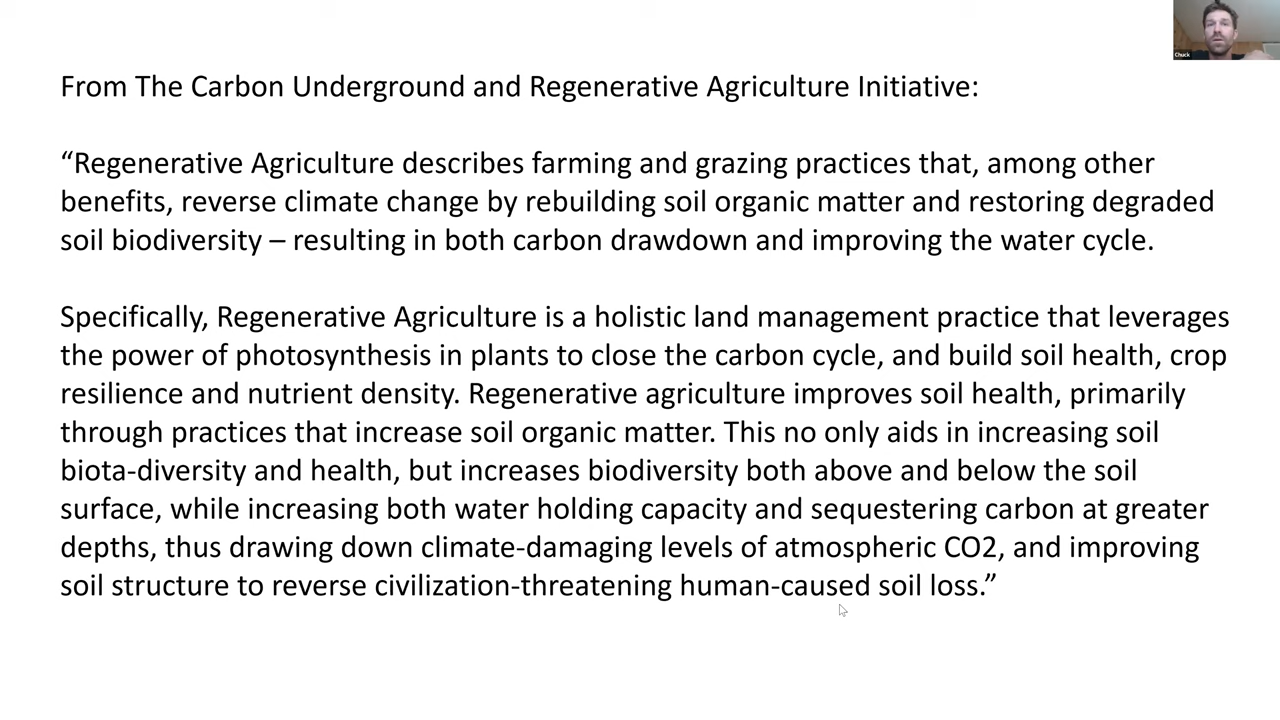 From The Carbon Underground and Regenerative Agriculture Initiative:
“Regenerative Agriculture describes farming and grazing practices that, among other
benefits, reverse climate change by rebuilding soil organic matter and restoring degraded
soil biodiversity – resulting in both carbon drawdown and improving the water cycle.
Specifically, Regenerative Agriculture is a holistic land management practice that leverages
the power of photosynthesis in plants to close the carbon cycle, and build soil health, crop
resilience and nutrient density. Regenerative agriculture improves soil health, primarily
through practices that increase soil organic matter. This no only aids in increasing soil
biota-diversity and health, but increases biodiversity both above and below the soil
surface, while increasing both water holding capacity and sequestering carbon at greater
depths, thus drawing down climate-damaging levels of atmospheric CO2, and improving
soil structure to reverse civilization-threatening human-caused soil loss.”
Chuck